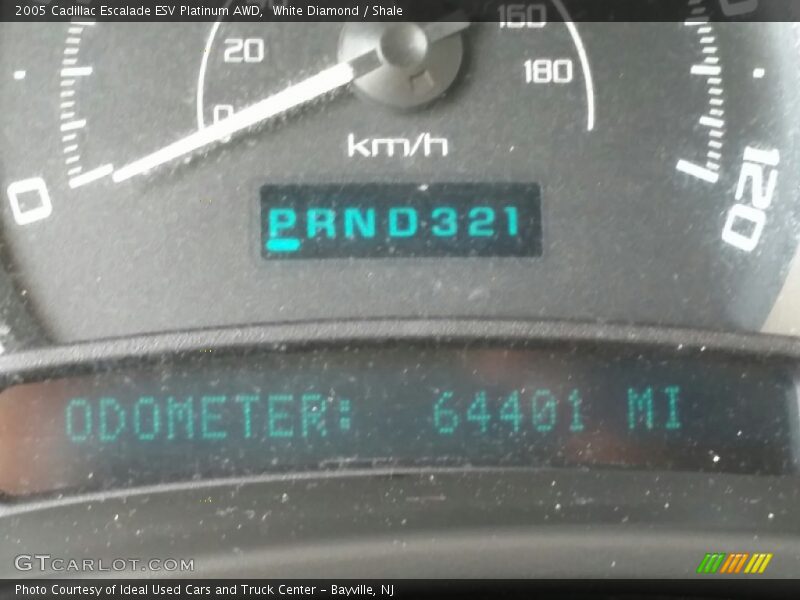 2005 Cadillac Escalade ESV Platinum AWD, White Diamond / Shale
160
20
180
0
km/h
0
120
PRND321
ODOMETER: 64401 MI
GTCARLOT.COM
Photo Courtesy of Ideal Used Cars and Truck Center - Bayville, NJ